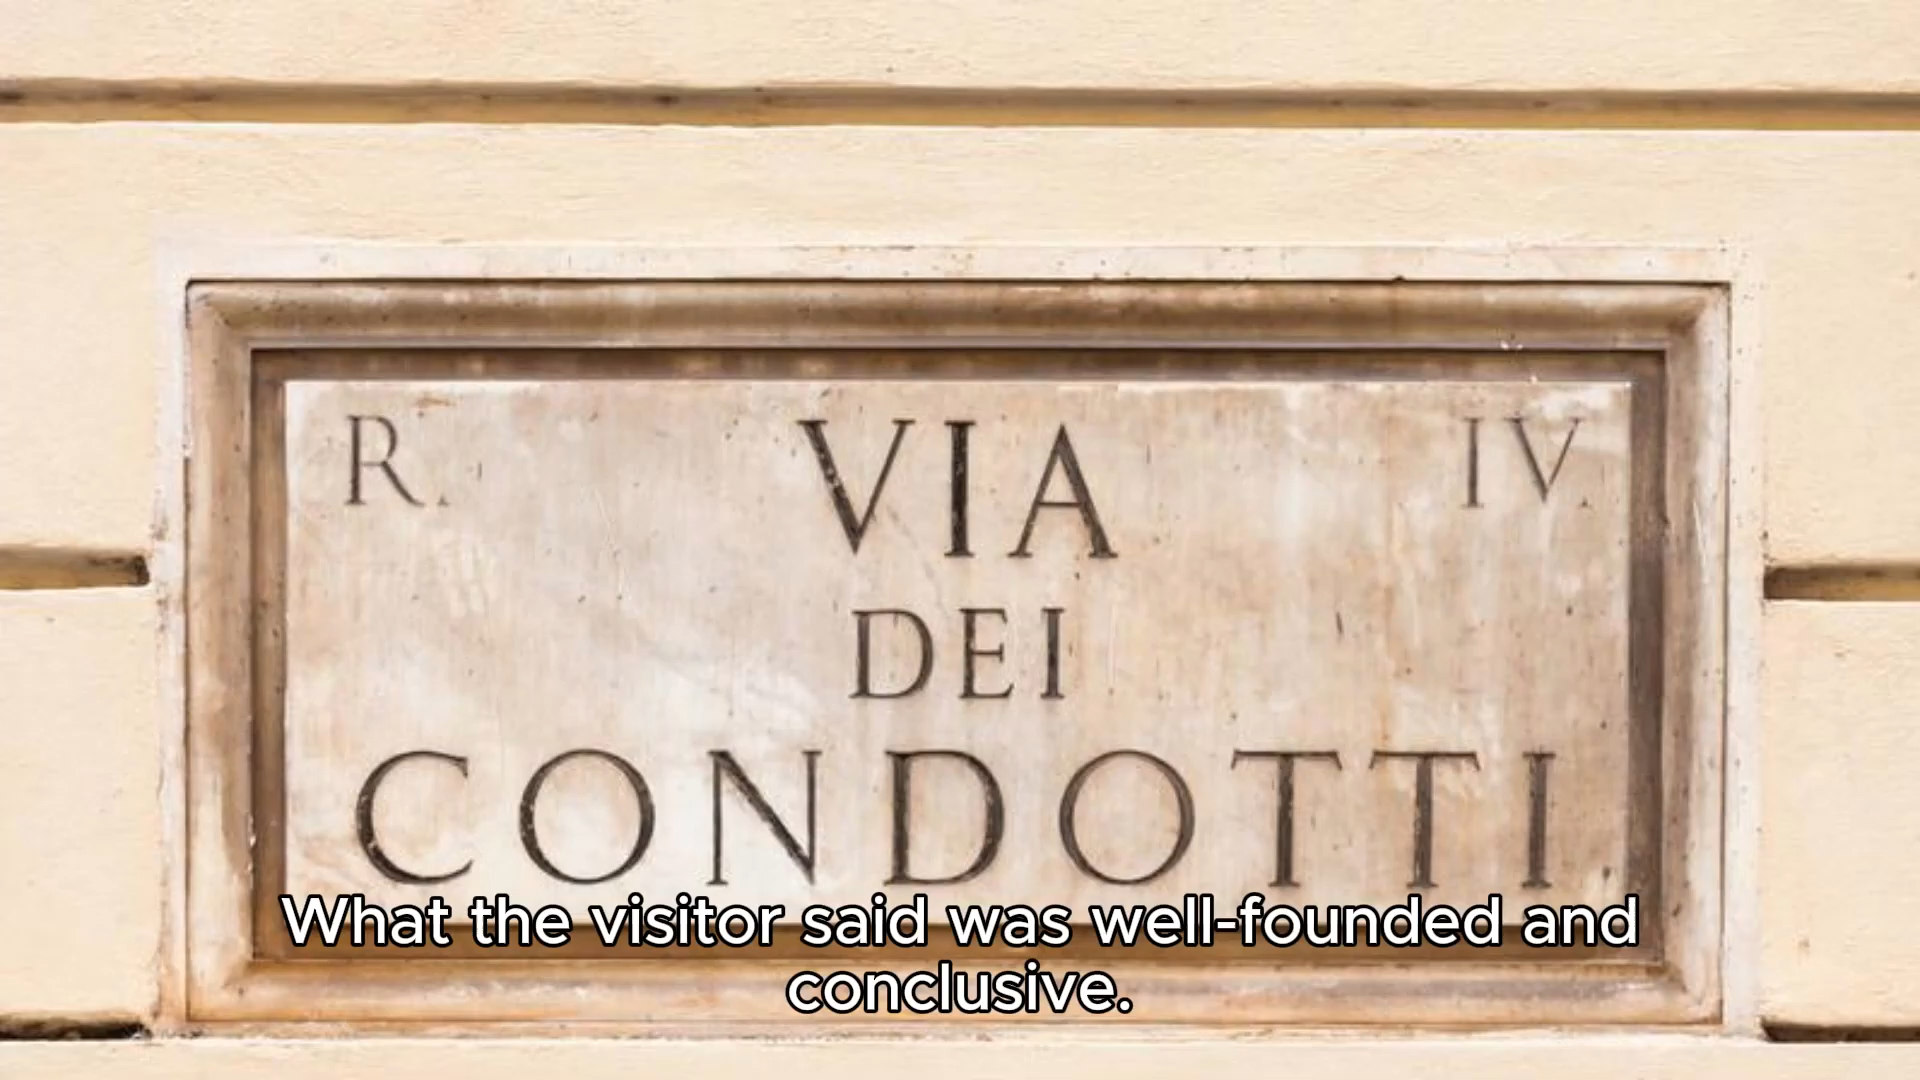 R. VIA IV.
DEI
CONDOTTI
What the visitor said was well-founded and
conclusive.